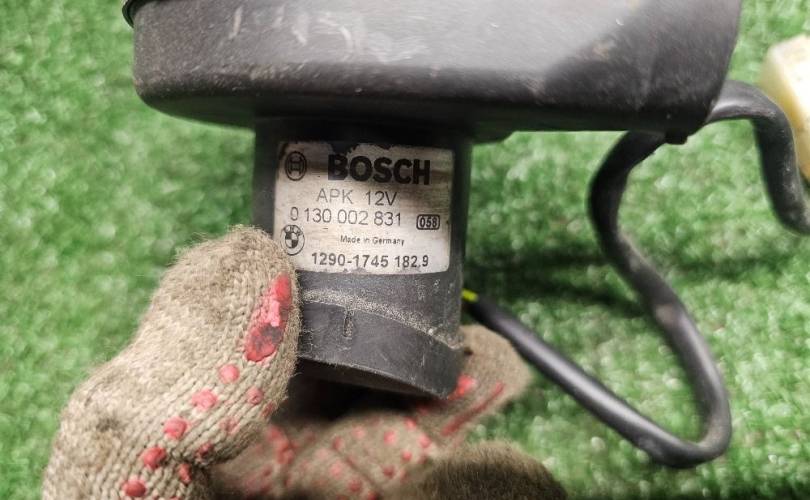 BOSCH
APK 12V
0 130 002 831 058
Made in Germany
1290-1745 182.9